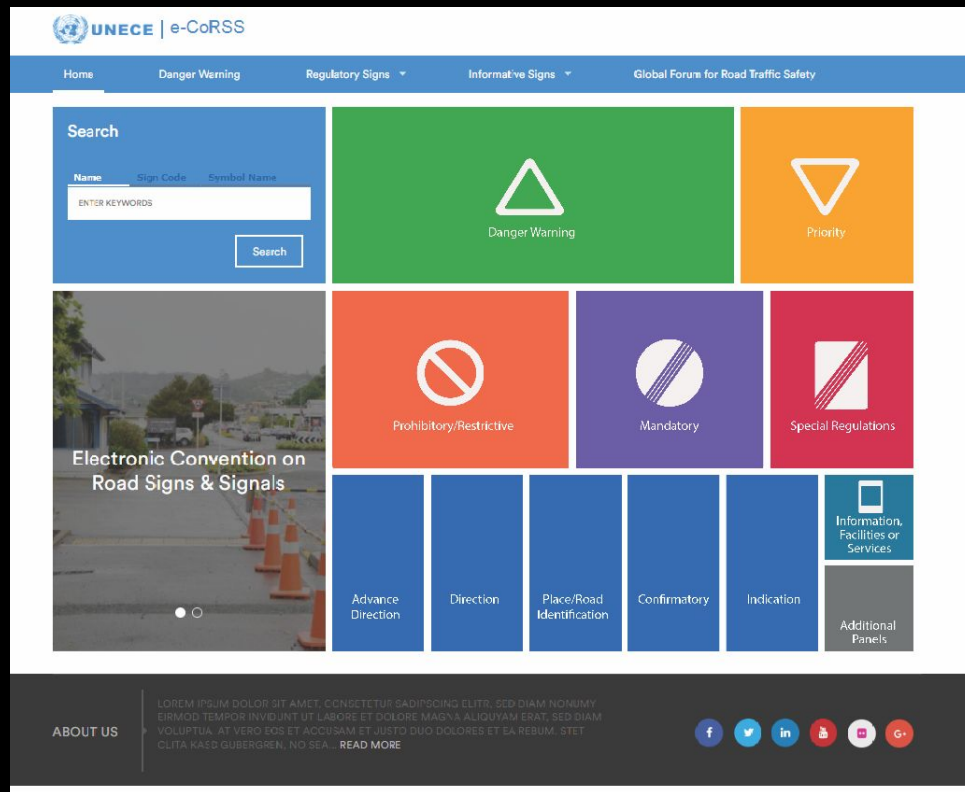 UNECE | e-CoRSS
Home Danger Warning Regulatory Signs Informative Signs Global Forum for Road Traffic Safety
Search
Name Sign Code Symbol Name
ENTER KEYWORDS
Search
Danger Warning
Priority
Electronic Convention on
Road Signs & Signals
Prohibitory/Restrictive
Mandatory
Special Regulations
Advance
Direction
Direction
Place/Road
Identification
Confirmatory
Indication
Information,
Facilities or
Services
Additional
Panels
ABOUT US
LOREM IPSUM DOLOR SIT AMET, CONSETETUR SADIPSCING ELITR, SED DIAM NONUMY
EIRMOD TEMPOR INVIDUNT UT LABORE ET DOLORE MAGNA ALIQUYAM ERAT, SED DIAM
VOLUPTUA. AT VERO EOS ET ACCUSAM ET JUSTO DUO DOLORES ET EA REBUM. STET
CLITA KASD GUBERGREN, NO SEA... READ MORE
f in G+